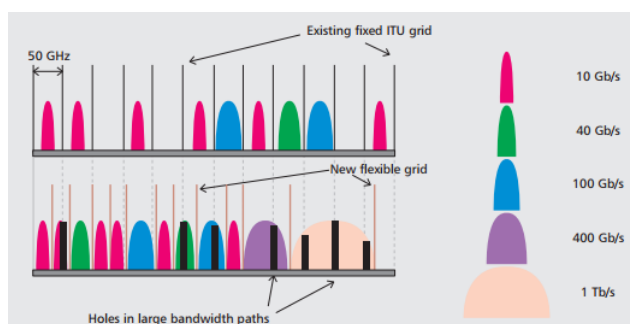 Existing fixed ITU grid
50 GHz
New flexible grid
Holes in large bandwidth paths
10 Gb/s
40 Gb/s
100 Gb/s
400 Gb/s
1 Tb/s